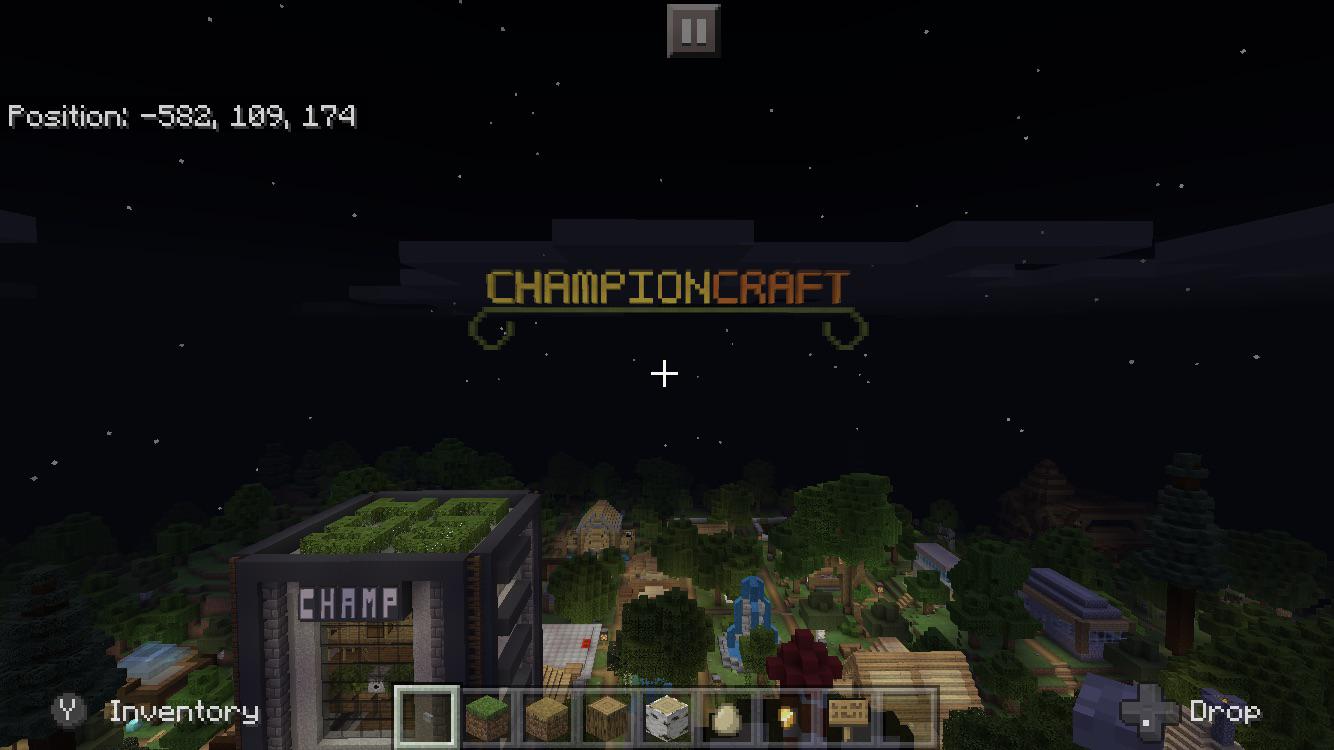 Position: -582, 109, 174
CHAMPIONCRAFT
CHAMP
Y Inventory
Drop